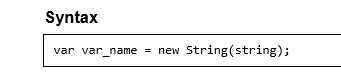 Syntax
var var_name = new String(string);